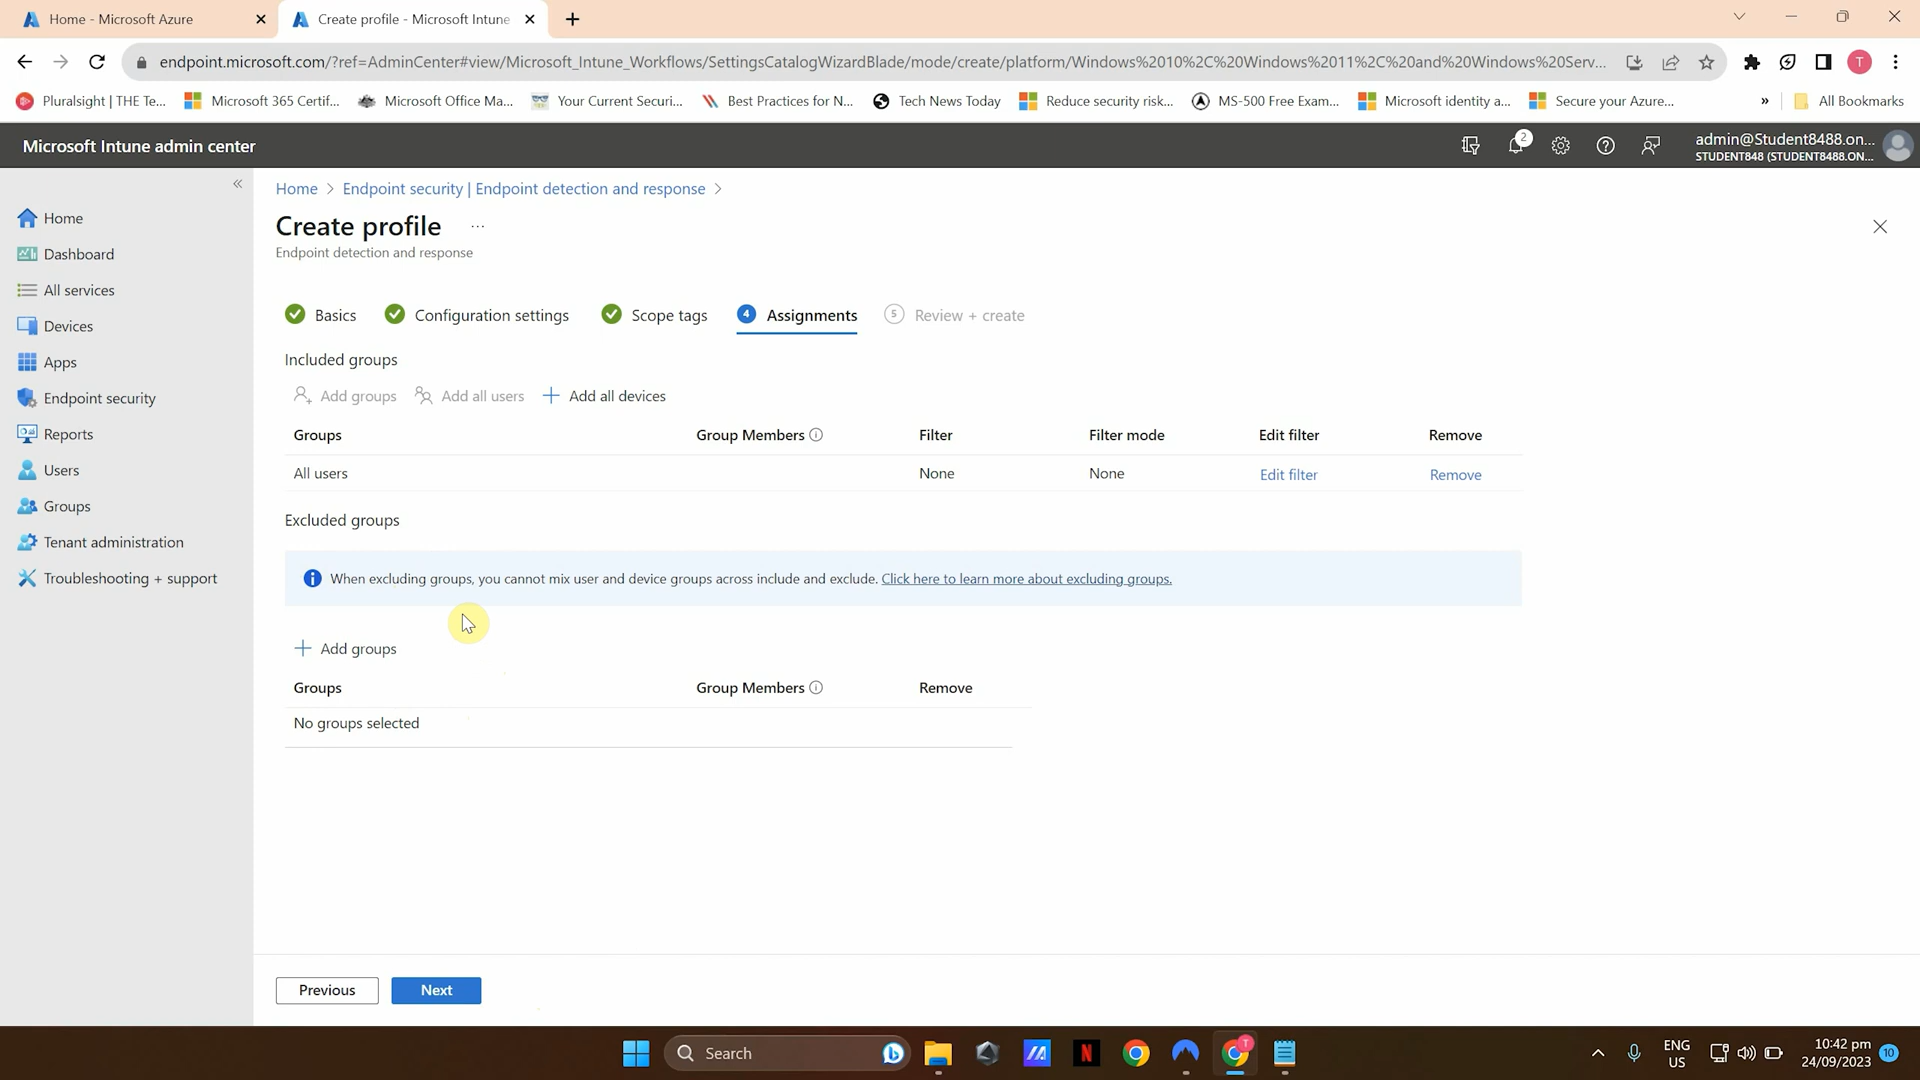 Home - Microsoft Azure
Create profile - Microsoft Intune
endpoint.microsoft.com/?ref=AdminCenter#view/Microsoft_Intune_Workflows/SettingsCatalogWizardBlade/mode/create/platform/Windows%2010%2C%20Windows%2011%2C%20and%20Windows%20Serv...
T
Pluralsight | THE Te...
Microsoft 365 Certif...
Microsoft Office Ma...
Your Current Securi...
Best Practices for N...
Tech News Today
Reduce security risk...
MS-500 Free Exam...
Microsoft identity a...
Secure your Azure...
»
All Bookmarks
Microsoft Intune admin center
2
admin@Student8488.on...
STUDENT848 (STUDENT8488.ON...
«
Home
Dashboard
All services
Devices
Apps
Endpoint security
Reports
Users
Groups
Tenant administration
Troubleshooting + support
Home > Endpoint security | Endpoint detection and response >
Create profile ...
Endpoint detection and response
Basics
Configuration settings
Scope tags
4 Assignments
5 Review + create
Included groups
Add groups
Add all users
Add all devices
Groups Group Members Filter Filter mode Edit filter Remove
All users None None Edit filter Remove
Excluded groups
When excluding groups, you cannot mix user and device groups across include and exclude. Click here to learn more about excluding groups.
Add groups
Groups Group Members Remove
No groups selected
Previous
Next
Search
N
T
ENG
US
10:42 pm
24/09/2023
10